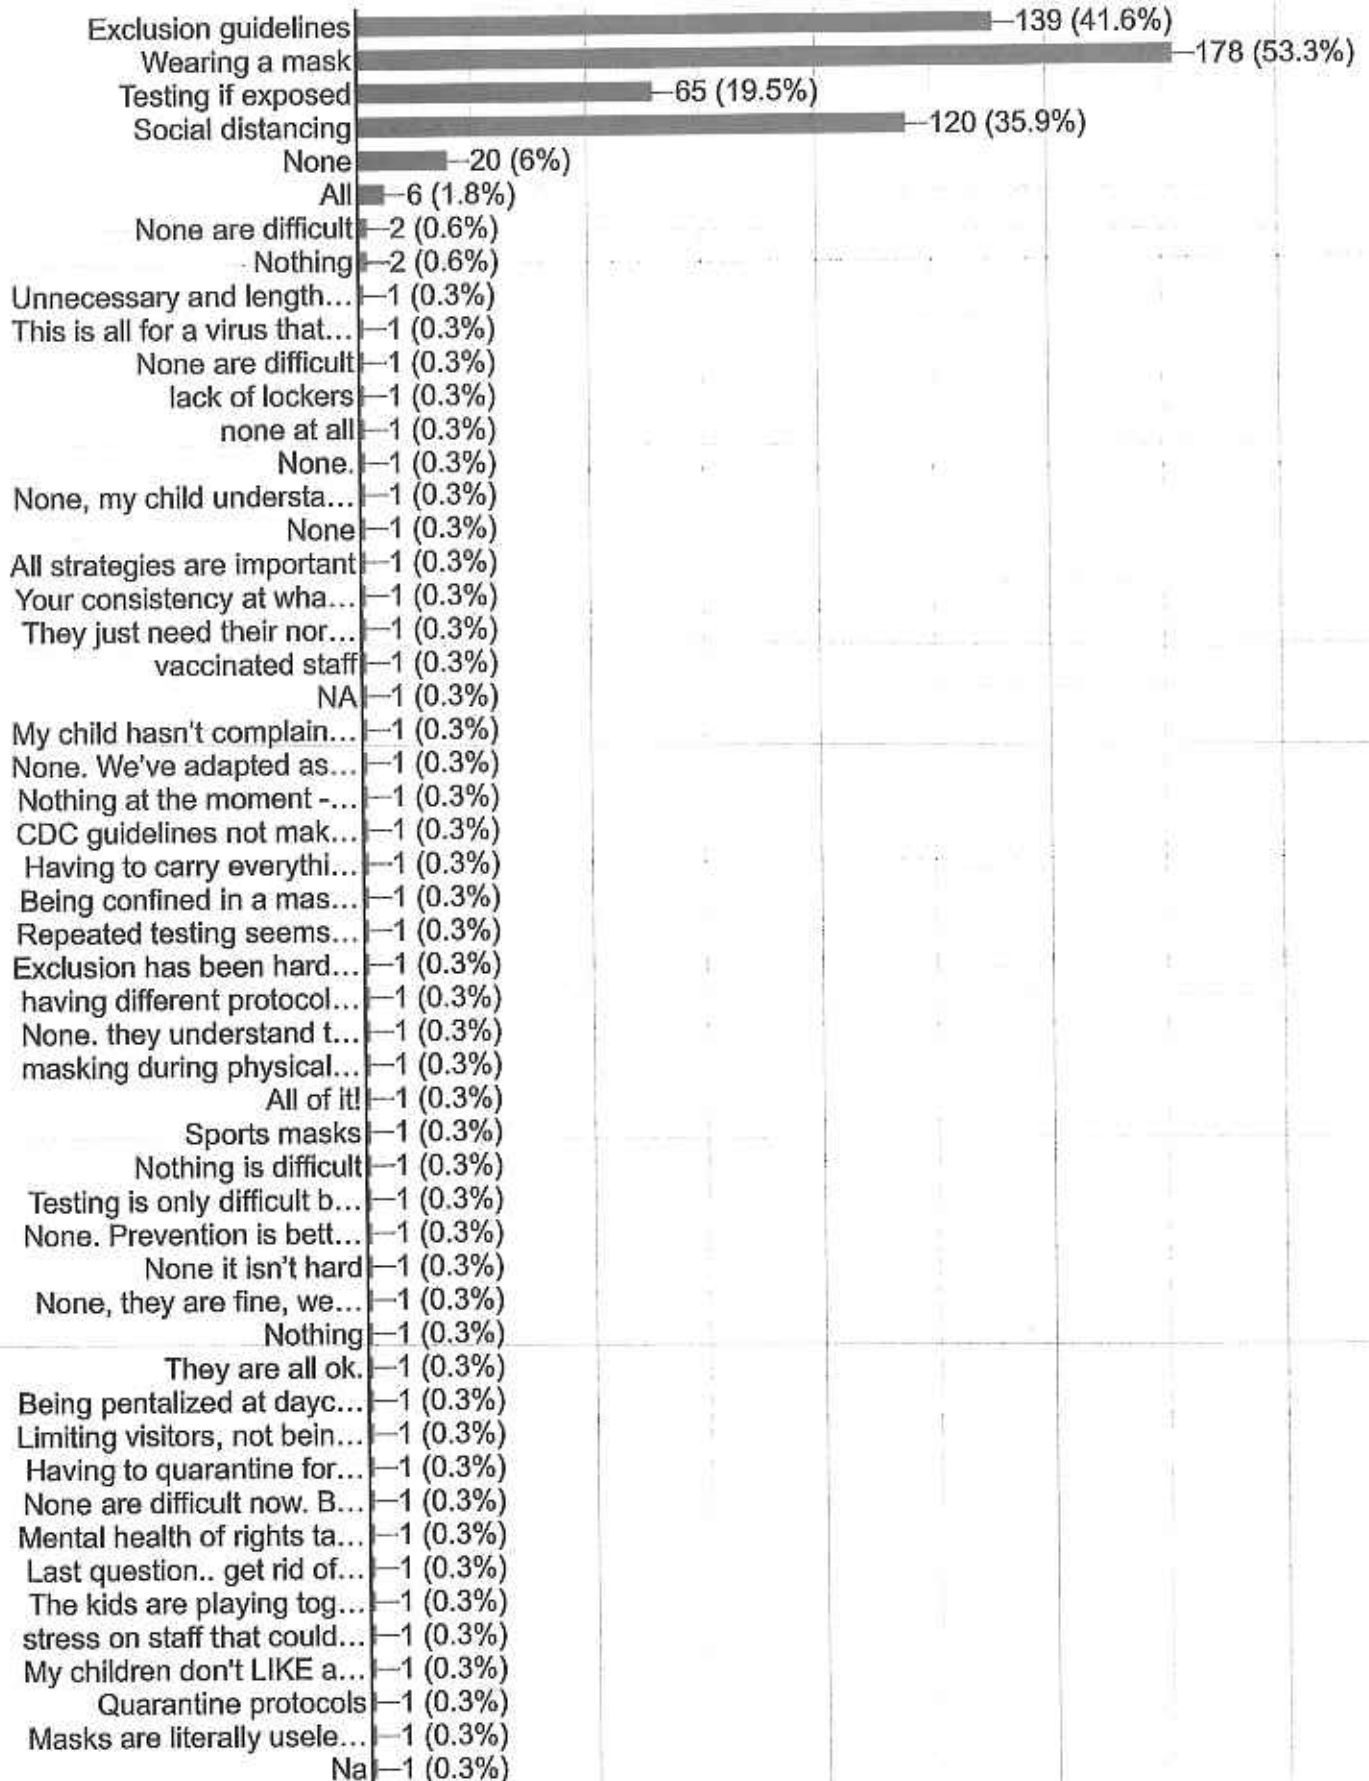 Exclusion guidelines 139 (41.6%)
Wearing a mask 178 (53.3%)
Testing if exposed 65 (19.5%)
Social distancing 120 (35.9%)
None 20 (6%)
All 6 (1.8%)
None are difficult 2 (0.6%)
Nothing 2 (0.6%)
Unnecessary and length... 1 (0.3%)
This is all for a virus that... 1 (0.3%)
None are difficult 1 (0.3%)
lack of lockers 1 (0.3%)
none at all 1 (0.3%)
None. 1 (0.3%)
None, my child understa... 1 (0.3%)
None 1 (0.3%)
All strategies are important 1 (0.3%)
Your consistency at wha... 1 (0.3%)
They just need their nor... 1 (0.3%)
vaccinated staff 1 (0.3%)
NA 1 (0.3%)
My child hasn't complain... 1 (0.3%)
None. We've adapted as... 1 (0.3%)
Nothing at the moment -... 1 (0.3%)
CDC guidelines not mak... 1 (0.3%)
Having to carry everythi... 1 (0.3%)
Being confined in a mas... 1 (0.3%)
Repeated testing seems... 1 (0.3%)
Exclusion has been hard... 1 (0.3%)
having different protocol... 1 (0.3%)
None. they understand t... 1 (0.3%)
masking during physical... 1 (0.3%)
All of it! 1 (0.3%)
Sports masks 1 (0.3%)
Nothing is difficult 1 (0.3%)
Testing is only difficult b... 1 (0.3%)
None. Prevention is bett... 1 (0.3%)
None it isn't hard 1 (0.3%)
None, they are fine, we... 1 (0.3%)
Nothing 1 (0.3%)
They are all ok. 1 (0.3%)
Being pentalized at dayc... 1 (0.3%)
Limiting visitors, not bein... 1 (0.3%)
Having to quarantine for... 1 (0.3%)
None are difficult now. B... 1 (0.3%)
Mental health of rights ta... 1 (0.3%)
Last question.. get rid of... 1 (0.3%)
The kids are playing tog... 1 (0.3%)
stress on staff that could... 1 (0.3%)
My children don't LIKE a... 1 (0.3%)
Quarantine protocols 1 (0.3%)
Masks are literally usele... 1 (0.3%)
Na 1 (0.3%)